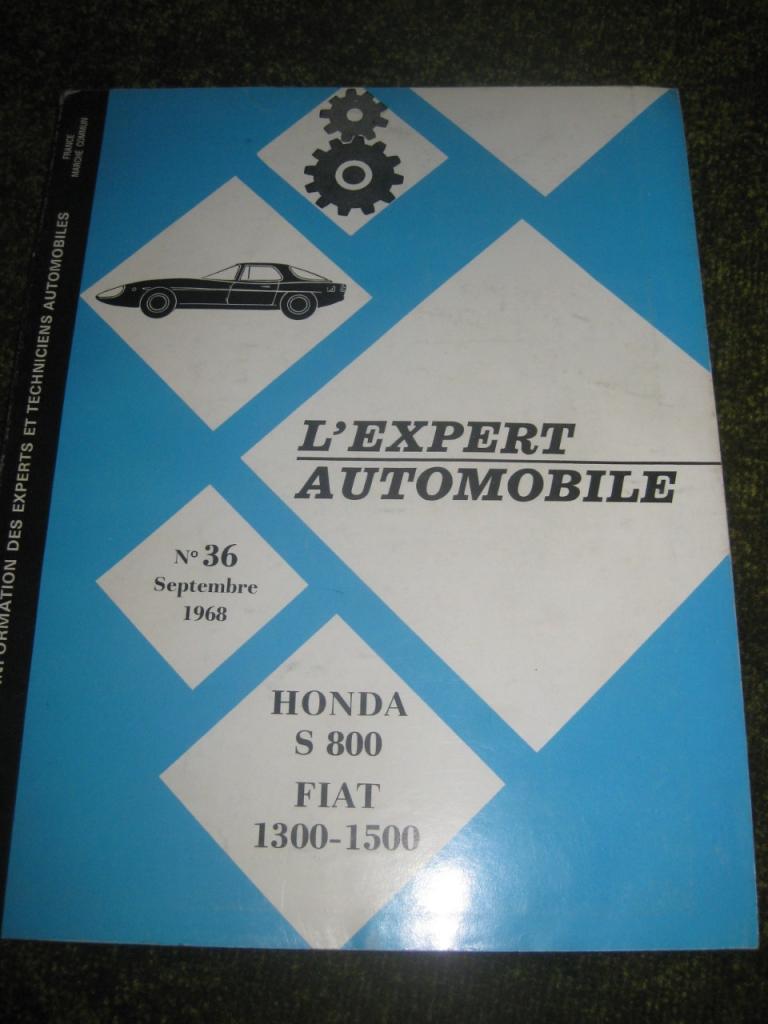 FRANCE
MARCHÉ COMMUN
INFORMATION DES EXPERTS ET TECHNICIENS AUTOMOBILES
L'EXPERT
AUTOMOBILE
N° 36
Septembre
1968
HONDA
S 800
FIAT
1300-1500